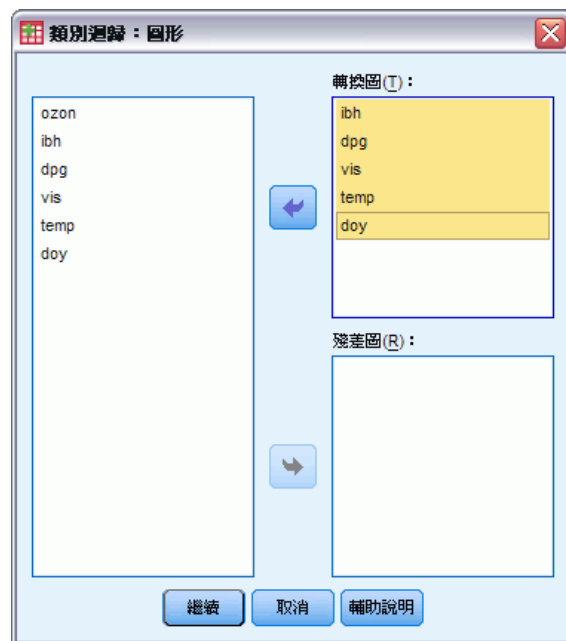 類別迴歸：圖形
ozon
ibh
dpg
vis
temp
doy
轉換圖(T)：
ibh
dpg
vis
temp
doy
殘差圖(R)：
繼續
取消
輔助說明